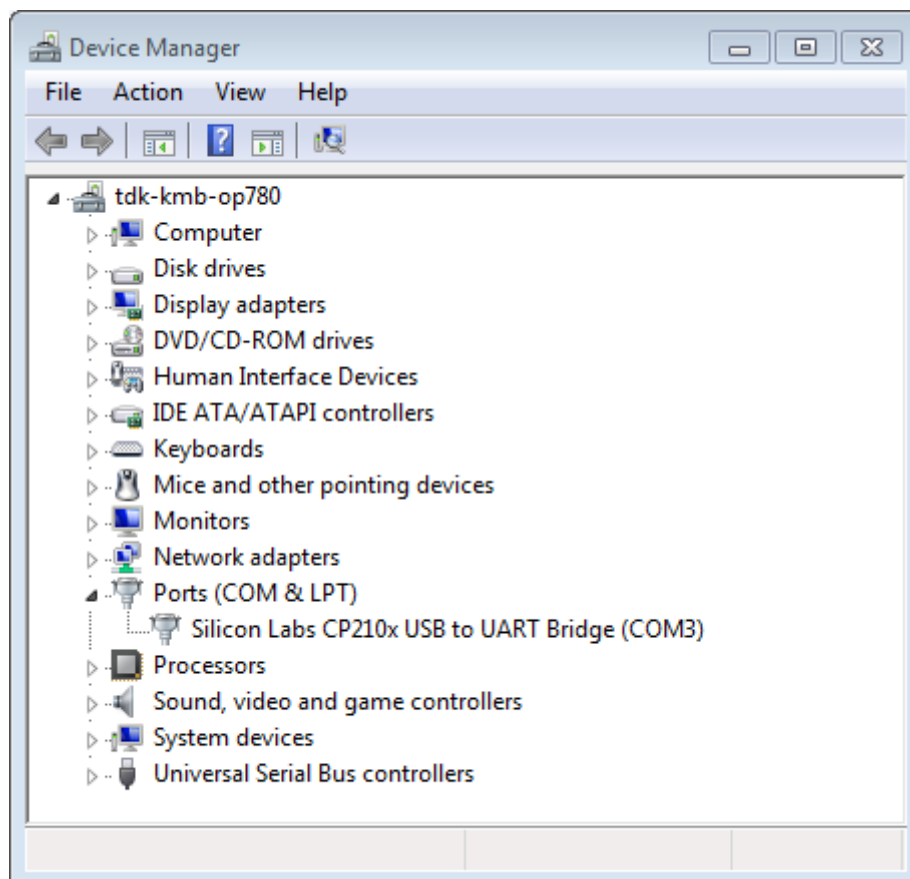 Device Manager
File Action View Help
?
tdk-kmb-op780
Computer
Disk drives
Display adapters
DVD/CD-ROM drives
Human Interface Devices
IDE ATA/ATAPI controllers
Keyboards
Mice and other pointing devices
Monitors
Network adapters
Ports (COM & LPT)
Silicon Labs CP210x USB to UART Bridge (COM3)
Processors
Sound, video and game controllers
System devices
Universal Serial Bus controllers